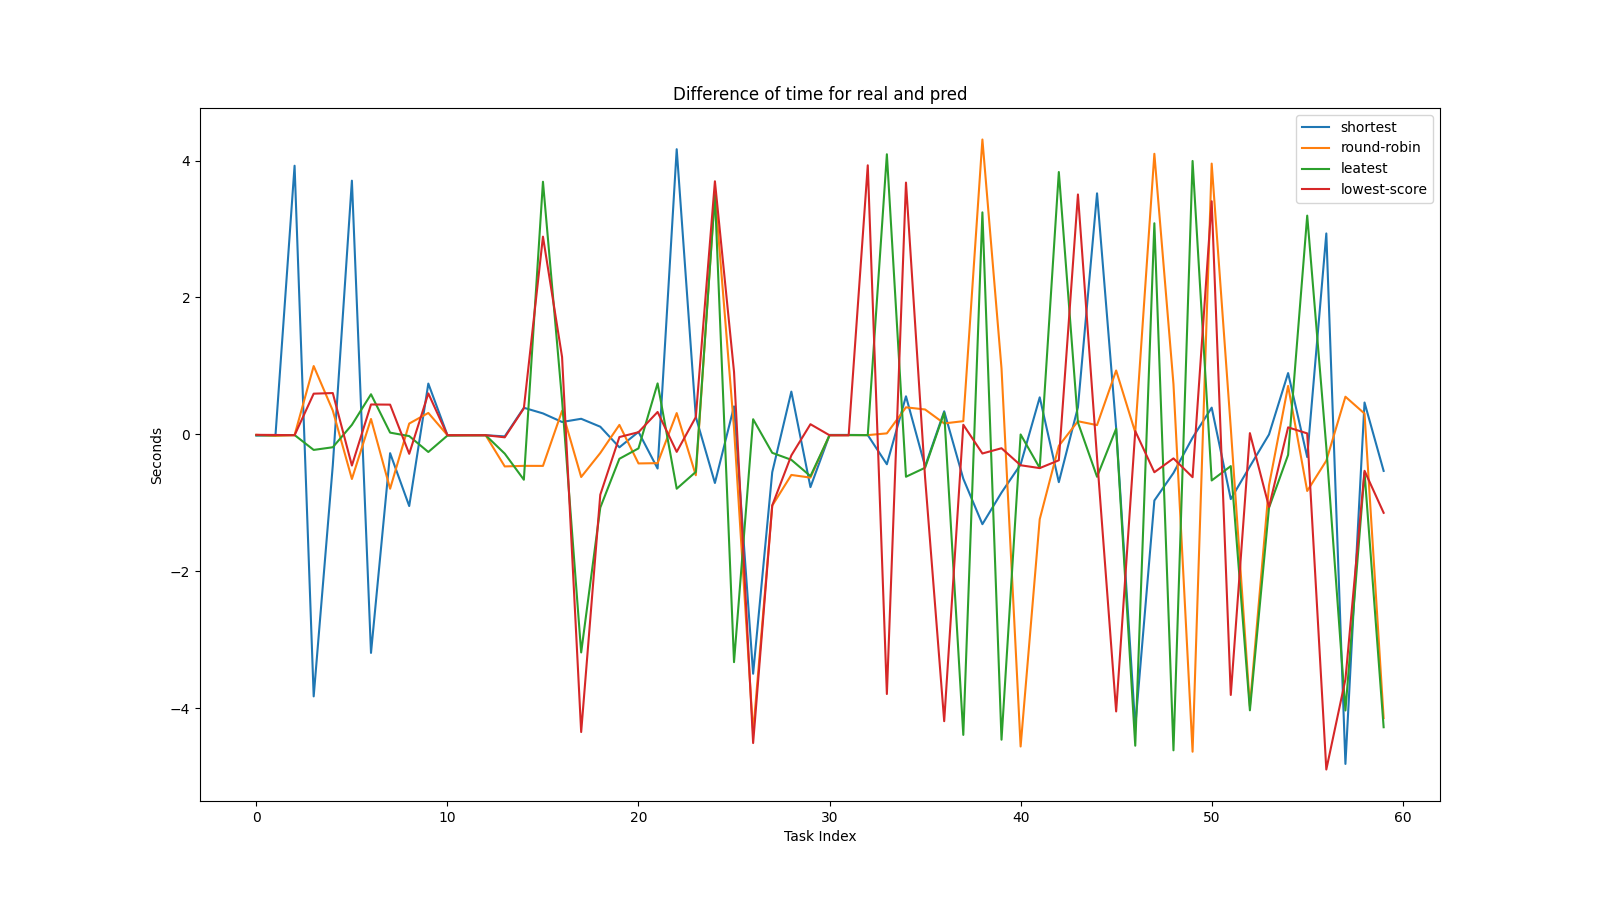 Difference of time for real and pred
shortest
round-robin
leatest
lowest-score
4
2
0
−2
−4
Seconds
0 10 20 30 40 50 60
Task Index